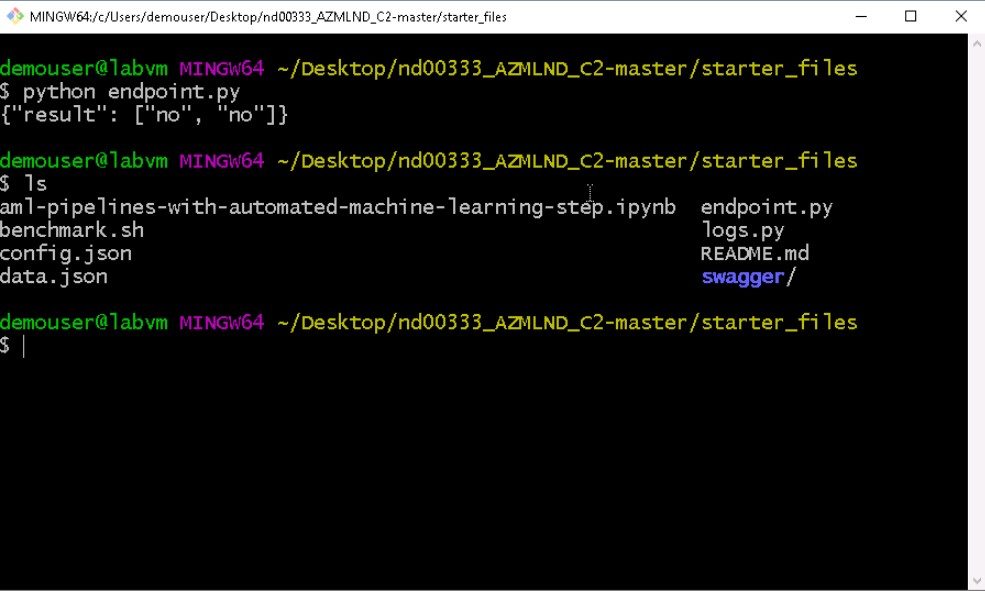 MINGW64:/c/Users/demouser/Desktop/nd00333_AZMLND_C2-master/starter_files
demouser@labvm MINGW64 ~/Desktop/nd00333_AZMLND_C2-master/starter_files
$ python endpoint.py
{"result": ["no", "no"]}
demouser@labvm MINGW64 ~/Desktop/nd00333_AZMLND_C2-master/starter_files
$ ls
aml-pipelines-with-automated-machine-learning-step.ipynb endpoint.py
benchmark.sh logs.py
config.json README.md
data.json swagger/
demouser@labvm MINGW64 ~/Desktop/nd00333_AZMLND_C2-master/starter_files
$